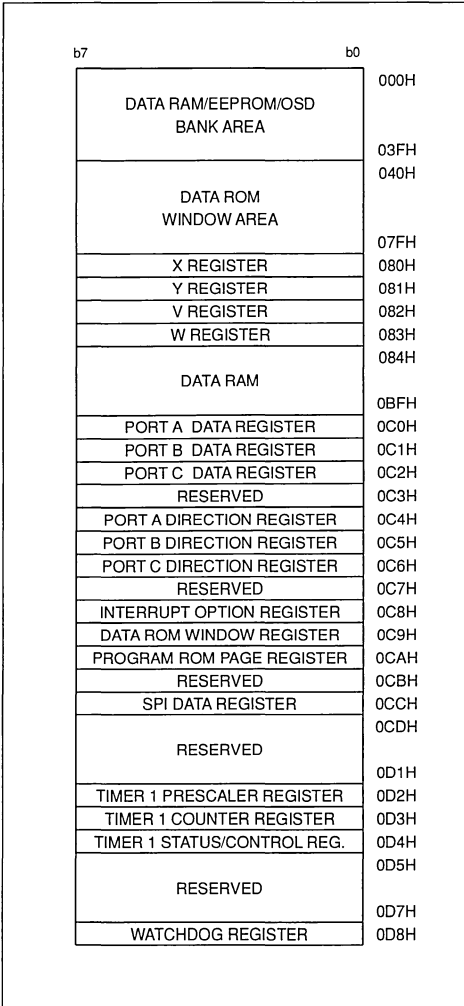 b7 b0
000H
DATA RAM/EEPROM/OSD
BANK AREA
03FH
040H
DATA ROM
WINDOW AREA
07FH
X REGISTER 080H
Y REGISTER 081H
V REGISTER 082H
W REGISTER 083H
084H
DATA RAM
0BFH
PORT A DATA REGISTER 0C0H
PORT B DATA REGISTER 0C1H
PORT C DATA REGISTER 0C2H
RESERVED 0C3H
PORT A DIRECTION REGISTER 0C4H
PORT B DIRECTION REGISTER 0C5H
PORT C DIRECTION REGISTER 0C6H
RESERVED 0C7H
INTERRUPT OPTION REGISTER 0C8H
DATA ROM WINDOW REGISTER 0C9H
PROGRAM ROM PAGE REGISTER 0CAH
RESERVED 0CBH
SPI DATA REGISTER 0CCH
0CDH
RESERVED
0D1H
TIMER 1 PRESCALER REGISTER 0D2H
TIMER 1 COUNTER REGISTER 0D3H
TIMER 1 STATUS/CONTROL REG. 0D4H
0D5H
RESERVED
0D7H
WATCHDOG REGISTER 0D8H